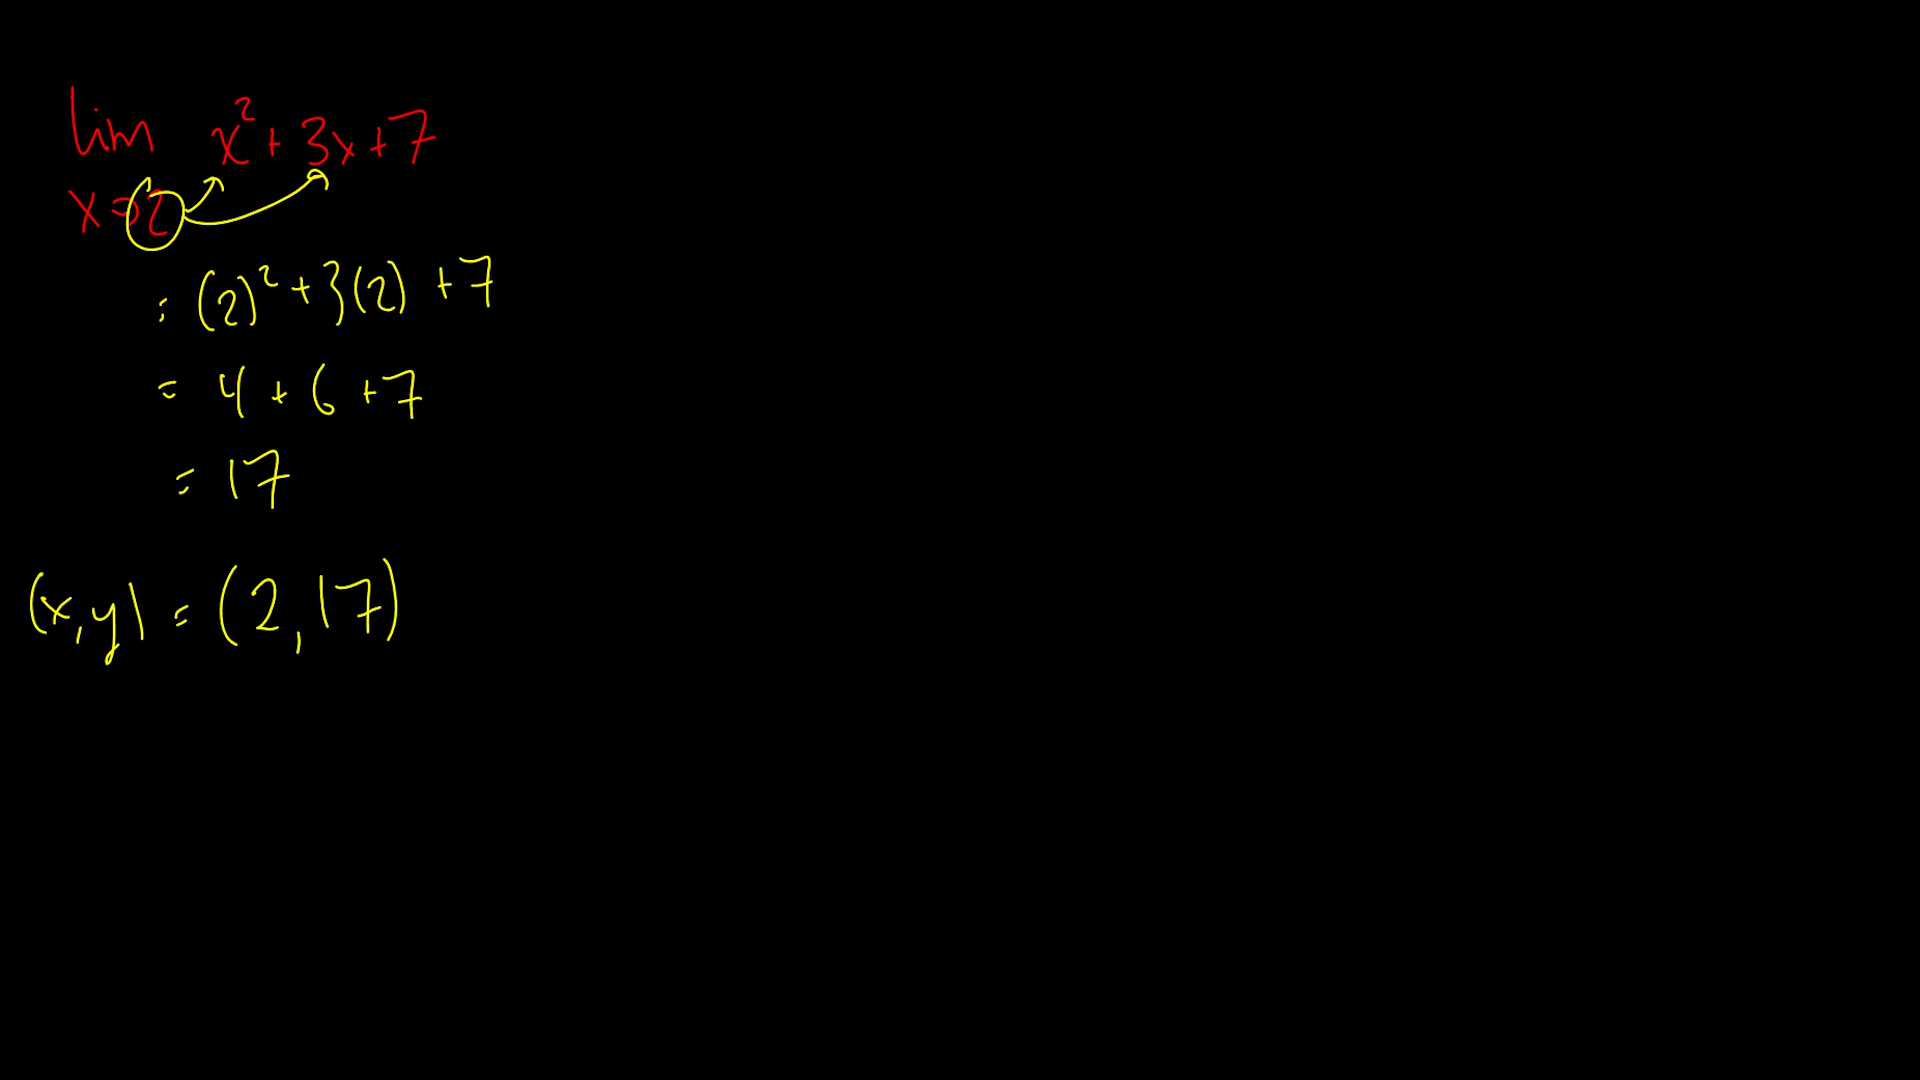 lim x² + 3x + 7
x→2
= (2)² + 3(2) + 7
= 4 + 6 + 7
= 17
(x,y) = (2,17)